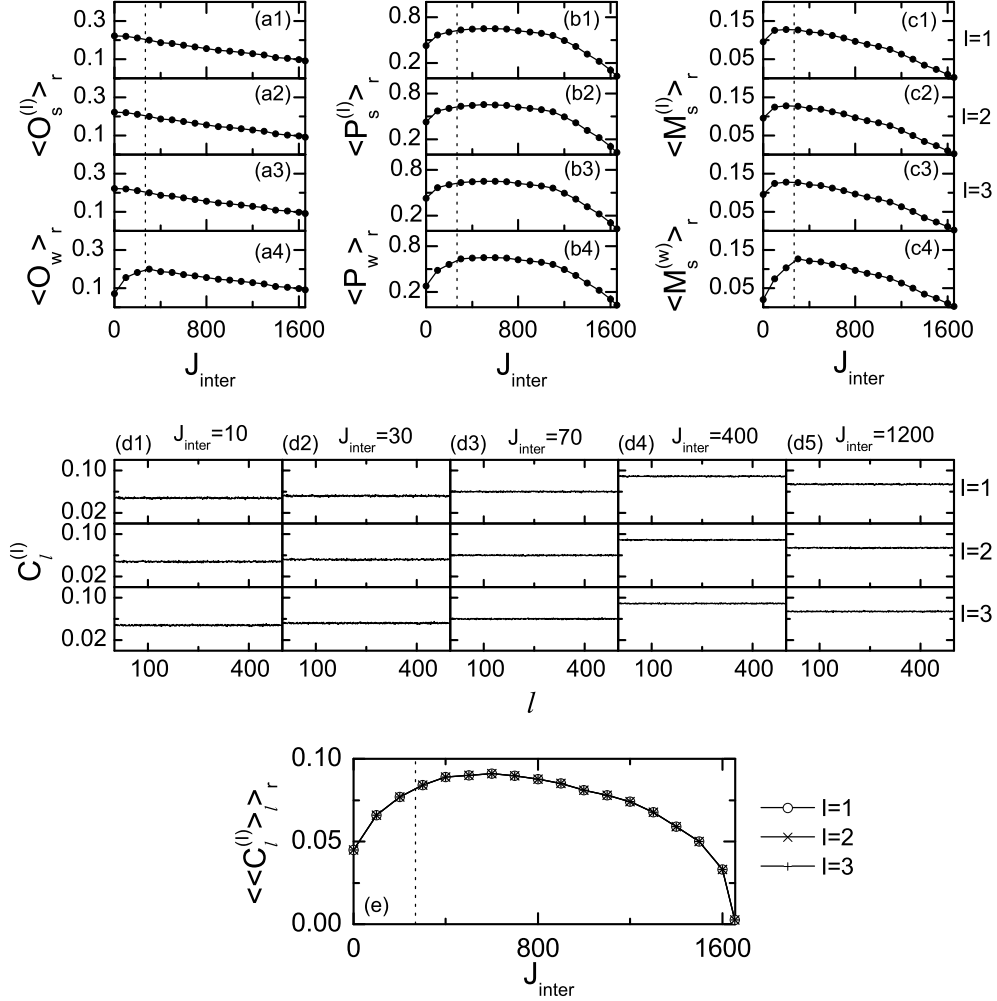 0.3 (a1) 0.8 (b1) 0.15 (c1) I=1
0.1 0.2 0.05
0.3 (a2) 0.8 (b2) 0.15 (c2) I=2
<O_s^(I)>_r <P_s^(I)>_r <M_s^(I)>_r
0.1 0.2 0.05
0.3 (a3) 0.8 (b3) 0.15 (c3) I=3
0.1 0.2 0.05
0.3 (a4) 0.8 (b4) 0.15 (c4)
<O_w>_r <P_w>_r <M_s^(w)>_r
0.1 0.2 0.05
0 800 1600 0 800 1600 0 800 1600
J_inter J_inter J_inter
(d1) J_inter=10 (d2) J_inter=30 (d3) J_inter=70 (d4) J_inter=400 (d5) J_inter=1200
0.10 I=1
0.02
0.10 I=2
C_l^(I)
0.02
0.10 I=3
0.02
100 400 100 400 100 400 100 400 100 400
l
0.10
<<C_l^(I)>_l>_r
I=1
0.05 I=2
I=3
0.00 (e)
0 800 1600
J_inter